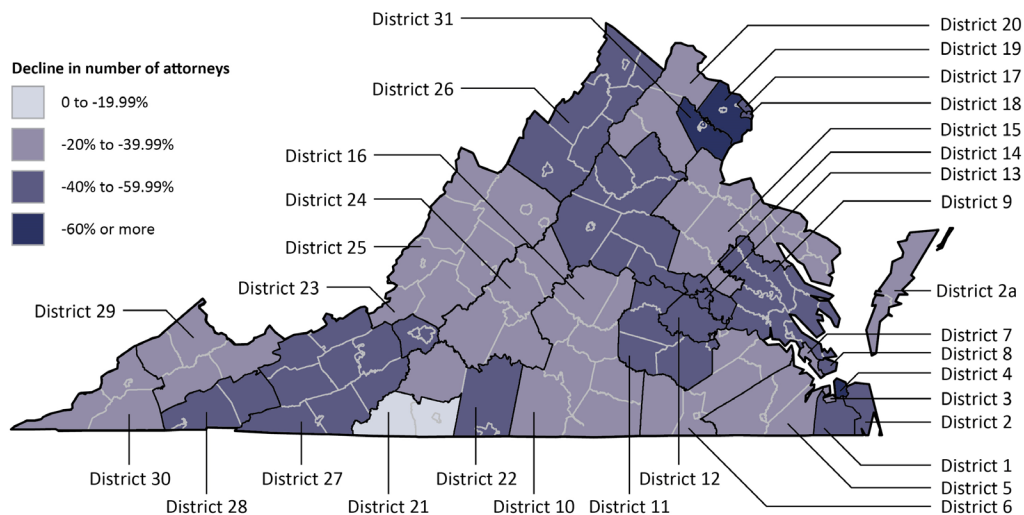 District 31
District 20
District 19
Decline in number of attorneys
District 17
District 26
0 to -19.99%
District 18
District 15
-20% to -39.99%
District 16
District 14
District 13
-40% to -59.99%
District 24
District 9
-60% or more
District 25
District 23
District 2a
District 29
District 7
District 8
District 4
District 3
District 2
District 30
District 27
District 22
District 12
District 1
District 28
District 21
District 10
District 11
District 5
District 6